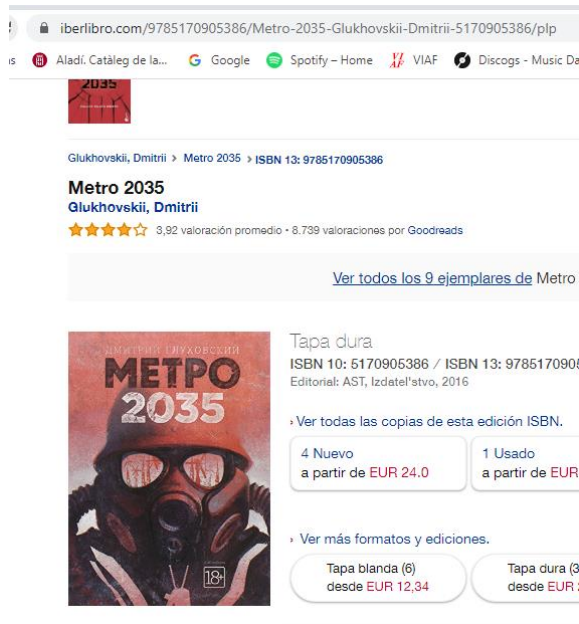 iberlibro.com/9785170905386/Metro-2035-Glukhovskii-Dmitrii-5170905386/plp
Aladí. Catàleg de la... Google Spotify – Home VIAF Discogs - Music Da
2035
Glukhovskii, Dmitrii > Metro 2035 > ISBN 13: 9785170905386
Metro 2035
Glukhovskii, Dmitrii
3,92 valoración promedio • 8.739 valoraciones por Goodreads
Ver todos los 9 ejemplares de Metro
ДМИТРИЙ ГЛУХОВСКИЙ
МЕТРО
2035
18+
Tapa dura
ISBN 10: 5170905386 / ISBN 13: 978517090
Editorial: AST, Izdatel'stvo, 2016
Ver todas las copias de esta edición ISBN.
4 Nuevo 1 Usado
a partir de EUR 24.0 a partir de EUR
Ver más formatos y ediciones.
Tapa blanda (6) Tapa dura (3
desde EUR 12,34 desde EUR